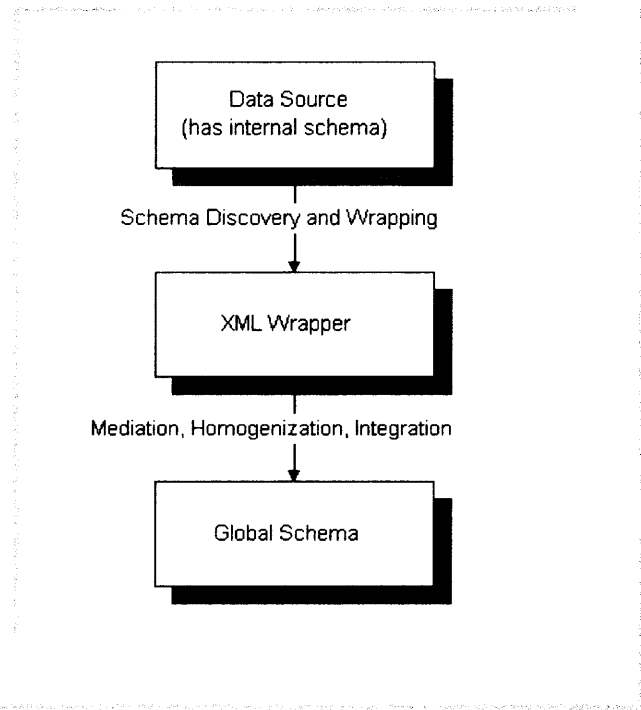 Data Source
(has internal schema)
Schema Discovery and Wrapping
XML Wrapper
Mediation, Homogenization, Integration
Global Schema